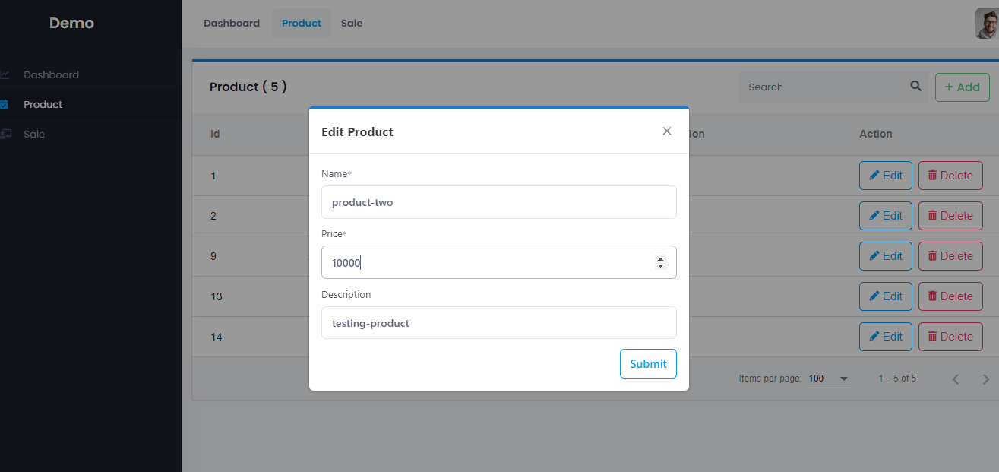 Demo
Dashboard Product Sale
Dashboard
Product
Sale
Product ( 5 )
Search
+ Add
Id
ion
Action
1
Edit Delete
2
Edit Delete
9
Edit Delete
13
Edit Delete
14
Edit Delete
Items per page: 100 1 – 5 of 5
Edit Product
Name*
product-two
Price*
10000
Description
testing-product
Submit